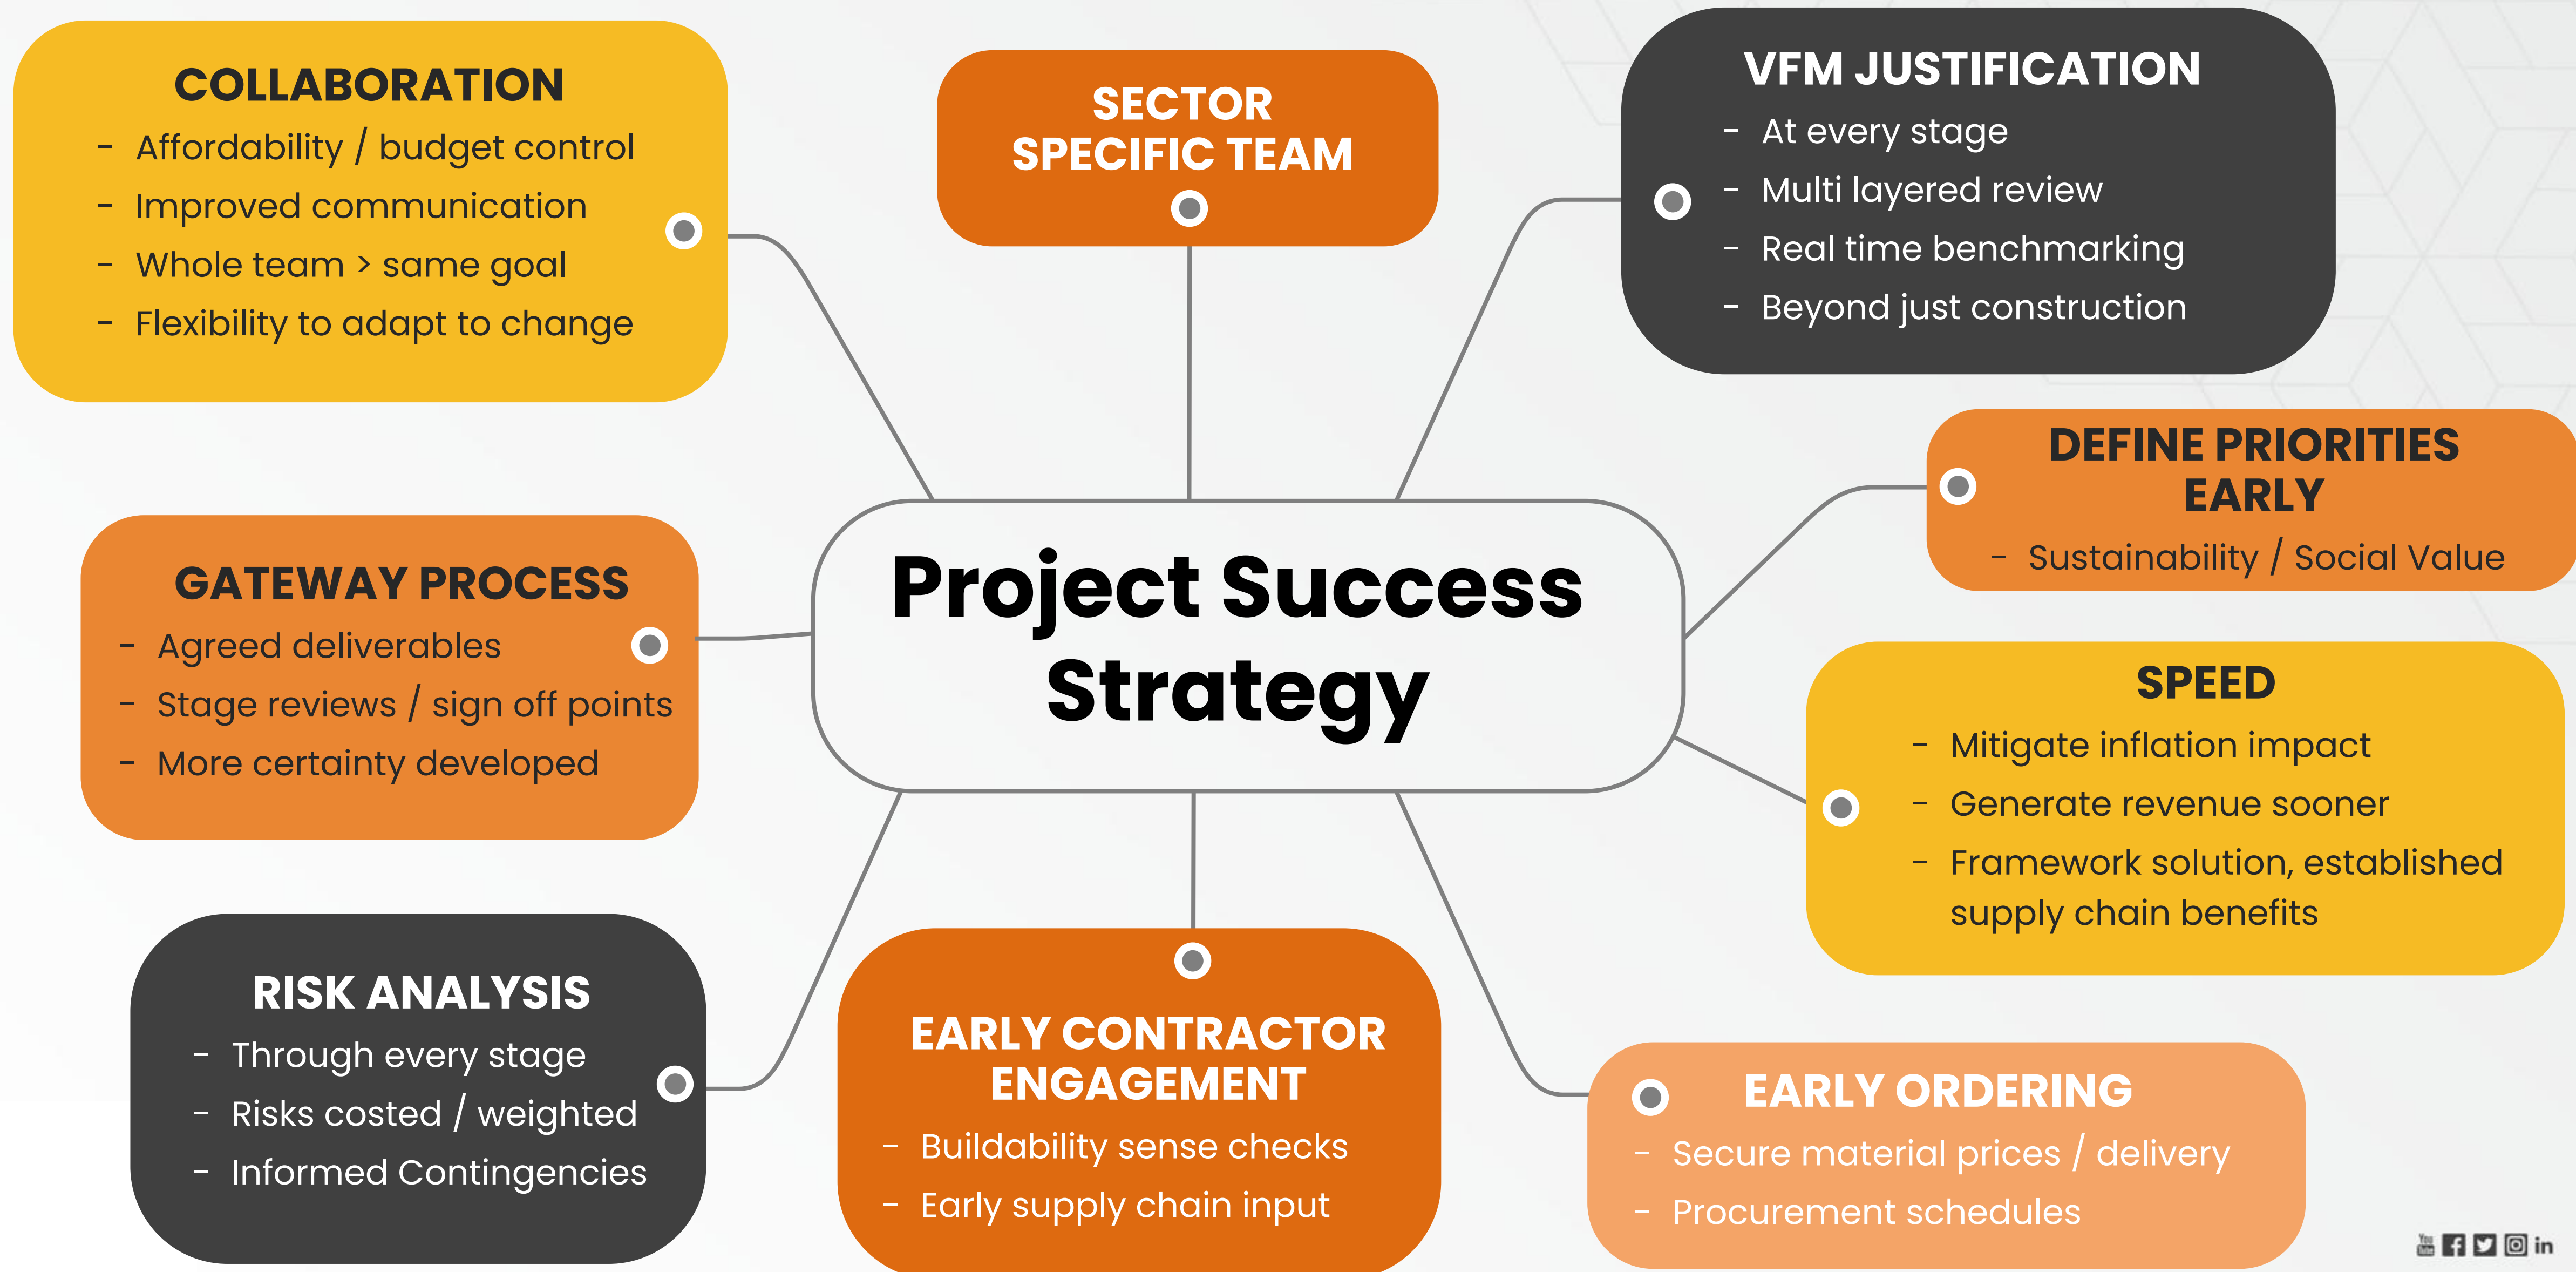 COLLABORATION
- Affordability / budget control
- Improved communication
- Whole team > same goal
- Flexibility to adapt to change
SECTOR
SPECIFIC TEAM
VFM JUSTIFICATION
- At every stage
- Multi layered review
- Real time benchmarking
- Beyond just construction
DEFINE PRIORITIES
EARLY
- Sustainability / Social Value
GATEWAY PROCESS
- Agreed deliverables
- Stage reviews / sign off points
- More certainty developed
Project Success
Strategy
SPEED
- Mitigate inflation impact
- Generate revenue sooner
- Framework solution, established
supply chain benefits
RISK ANALYSIS
- Through every stage
- Risks costed / weighted
- Informed Contingencies
EARLY CONTRACTOR
ENGAGEMENT
- Buildability sense checks
- Early supply chain input
EARLY ORDERING
- Secure material prices / delivery
- Procurement schedules
You
Tube
in